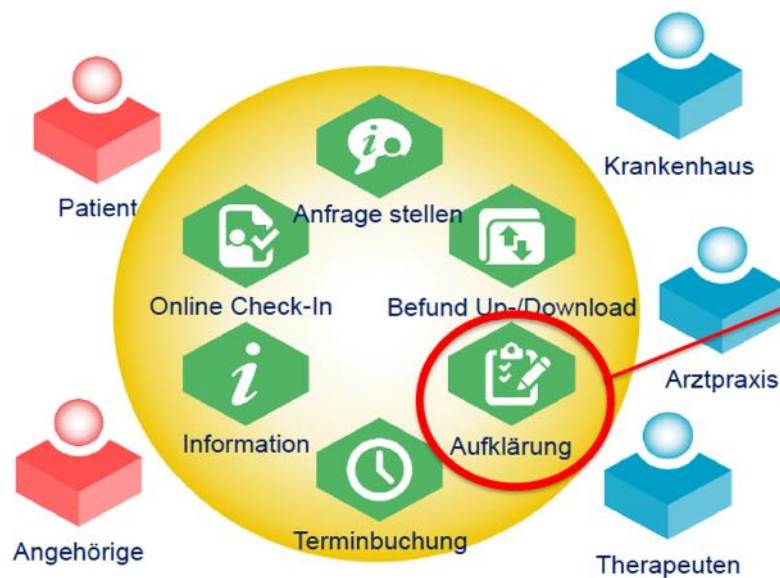 Krankenhaus
Patient
Anfrage stellen
Online Check-In
Befund Up-/Download
Arztpraxis
Information
Aufklärung
Terminbuchung
Angehörige
Therapeuten